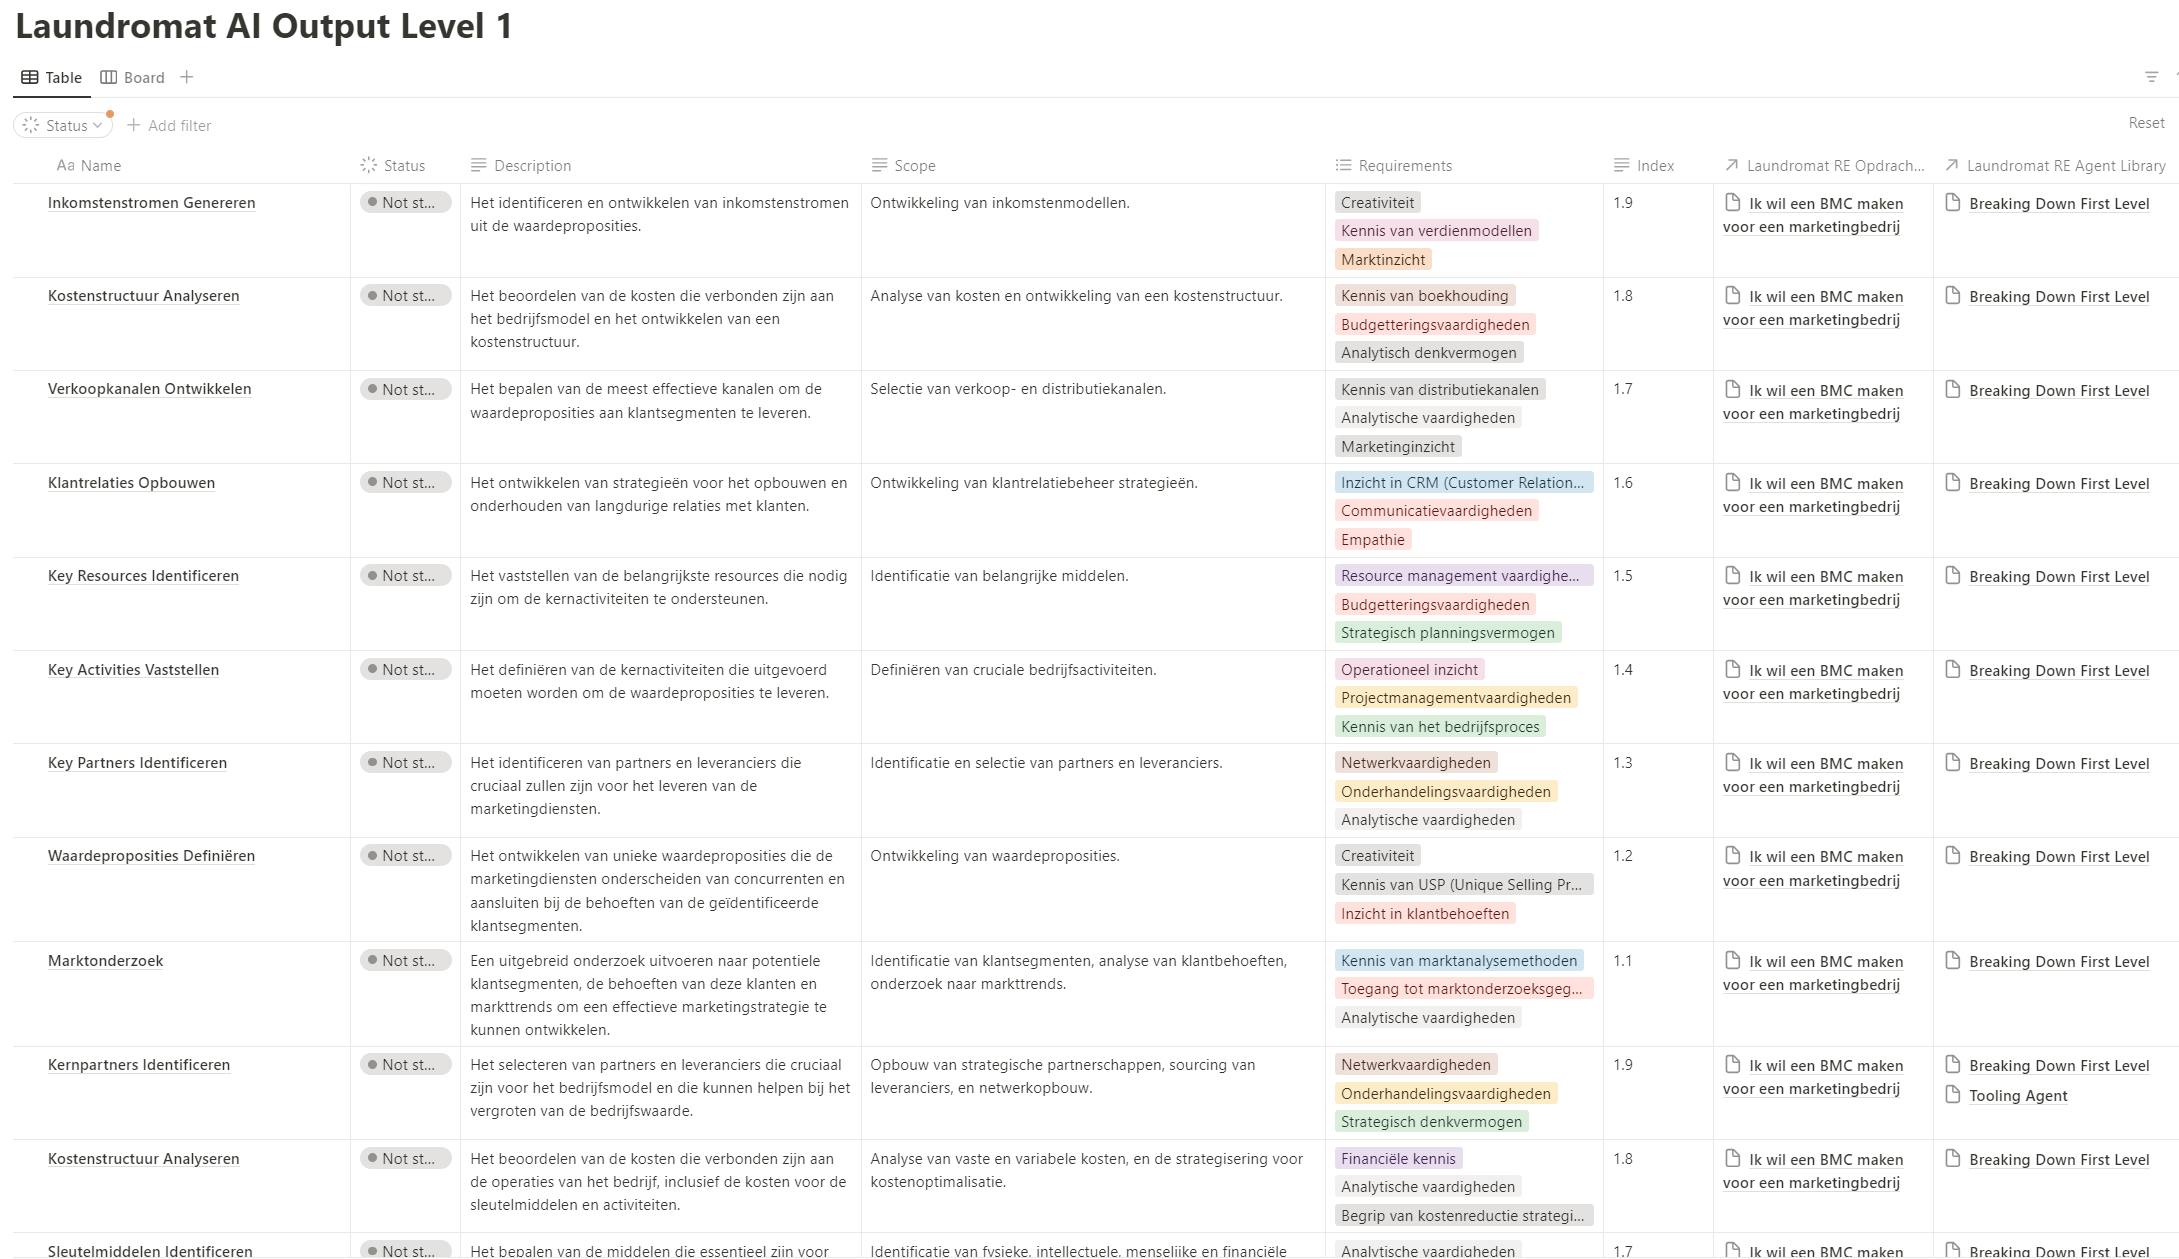 Laundromat AI Output Level 1
Table Board
Status Add filter Reset
Aa Name Status Description Scope Requirements Index Laundromat RE Opdrach... Laundromat RE Agent Library
Inkomstenstromen Genereren Not st... Het identificeren en ontwikkelen van inkomstenstromen Ontwikkeling van inkomstenmodellen. Creativiteit 1.9 Ik wil een BMC maken Breaking Down First Level
uit de waardeproposities. Kennis van verdienmodellen voor een marketingbedrij
Marktinzicht
Kostenstructuur Analyseren Not st... Het beoordelen van de kosten die verbonden zijn aan Analyse van kosten en ontwikkeling van een kostenstructuur. Kennis van boekhouding 1.8 Ik wil een BMC maken Breaking Down First Level
het bedrijfsmodel en het ontwikkelen van een Budgetteringsvaardigheden voor een marketingbedrij
kostenstructuur. Analytisch denkvermogen
Verkoopkanalen Ontwikkelen Not st... Het bepalen van de meest effectieve kanalen om de Selectie van verkoop- en distributiekanalen. Kennis van distributiekanalen 1.7 Ik wil een BMC maken Breaking Down First Level
waardeproposities aan klantsegmenten te leveren. Analytische vaardigheden voor een marketingbedrij
Marketinginzicht
Klantrelaties Opbouwen Not st... Het ontwikkelen van strategieën voor het opbouwen en Ontwikkeling van klantrelatiebeheer strategieën. Inzicht in CRM (Customer Relation... 1.6 Ik wil een BMC maken Breaking Down First Level
onderhouden van langdurige relaties met klanten. Communicatievaardigheden voor een marketingbedrij
Empathie
Key Resources Identificeren Not st... Het vaststellen van de belangrijkste resources die nodig Identificatie van belangrijke middelen. Resource management vaardighe... 1.5 Ik wil een BMC maken Breaking Down First Level
zijn om de kernactiviteiten te ondersteunen. Budgetteringsvaardigheden voor een marketingbedrij
Strategisch planningsvermogen
Key Activities Vaststellen Not st... Het definiëren van de kernactiviteiten die uitgevoerd Definiëren van cruciale bedrijfsactiviteiten. Operationeel inzicht 1.4 Ik wil een BMC maken Breaking Down First Level
moeten worden om de waardeproposities te leveren. Projectmanagementvaardigheden voor een marketingbedrij
Kennis van het bedrijfsproces
Key Partners Identificeren Not st... Het identificeren van partners en leveranciers die Identificatie en selectie van partners en leveranciers. Netwerkvaardigheden 1.3 Ik wil een BMC maken Breaking Down First Level
cruciaal zullen zijn voor het leveren van de Onderhandelingsvaardigheden voor een marketingbedrij
marketingdiensten. Analytische vaardigheden
Waardeproposities Definiëren Not st... Het ontwikkelen van unieke waardeproposities die de Ontwikkeling van waardeproposities. Creativiteit 1.2 Ik wil een BMC maken Breaking Down First Level
marketingdiensten onderscheiden van concurrenten en Kennis van USP (Unique Selling Pr... voor een marketingbedrij
aansluiten bij de behoeften van de geïdentificeerde Inzicht in klantbehoeften
klantsegmenten.
Marktonderzoek Not st... Een uitgebreid onderzoek uitvoeren naar potentiele Identificatie van klantsegmenten, analyse van klantbehoeften, Kennis van marktanalysemethoden 1.1 Ik wil een BMC maken Breaking Down First Level
klantsegmenten, de behoeften van deze klanten en onderzoek naar markttrends. Toegang tot marktonderzoeksgeg... voor een marketingbedrij
markttrends om een effectieve marketingstrategie te Analytische vaardigheden
kunnen ontwikkelen.
Kernpartners Identificeren Not st... Het selecteren van partners en leveranciers die cruciaal Opbouw van strategische partnerschappen, sourcing van Netwerkvaardigheden 1.9 Ik wil een BMC maken Breaking Down First Level
zijn voor het bedrijfsmodel en die kunnen helpen bij het leveranciers, en netwerkopbouw. Onderhandelingsvaardigheden voor een marketingbedrij Tooling Agent
vergroten van de bedrijfswaarde. Strategisch denkvermogen
Kostenstructuur Analyseren Not st... Het beoordelen van de kosten die verbonden zijn aan Analyse van vaste en variabele kosten, en de strategisering voor Financiële kennis 1.8 Ik wil een BMC maken Breaking Down First Level
de operaties van het bedrijf, inclusief de kosten voor de kostenoptimalisatie. Analytische vaardigheden voor een marketingbedrij
sleutelmiddelen en activiteiten. Begrip van kostenreductie strategi...
Sleutelmiddelen Identificeren Not st... Het bepalen van de middelen die essentieel zijn voor Identificatie van fysieke, intellectuele, menselijke en financiële Analytische vaardigheden 1.7 Ik wil een BMC maken Breaking Down First Level